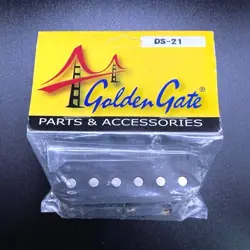 DS-21
Golden Gate
PARTS & ACCESSORIES